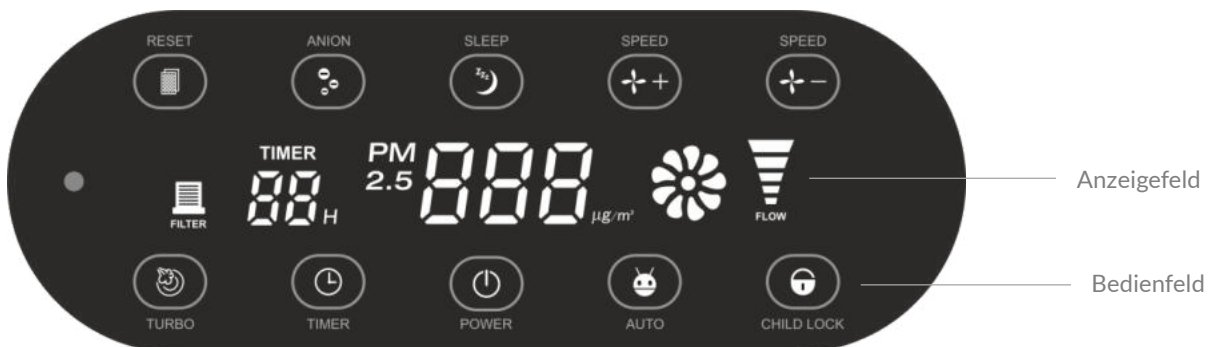 RESET ANION SLEEP SPEED SPEED
zzz
TIMER
88 H
PM
2.5
888
µg/m³
FILTER
FLOW
Anzeigefeld
Bedienfeld
TURBO TIMER POWER AUTO CHILD LOCK